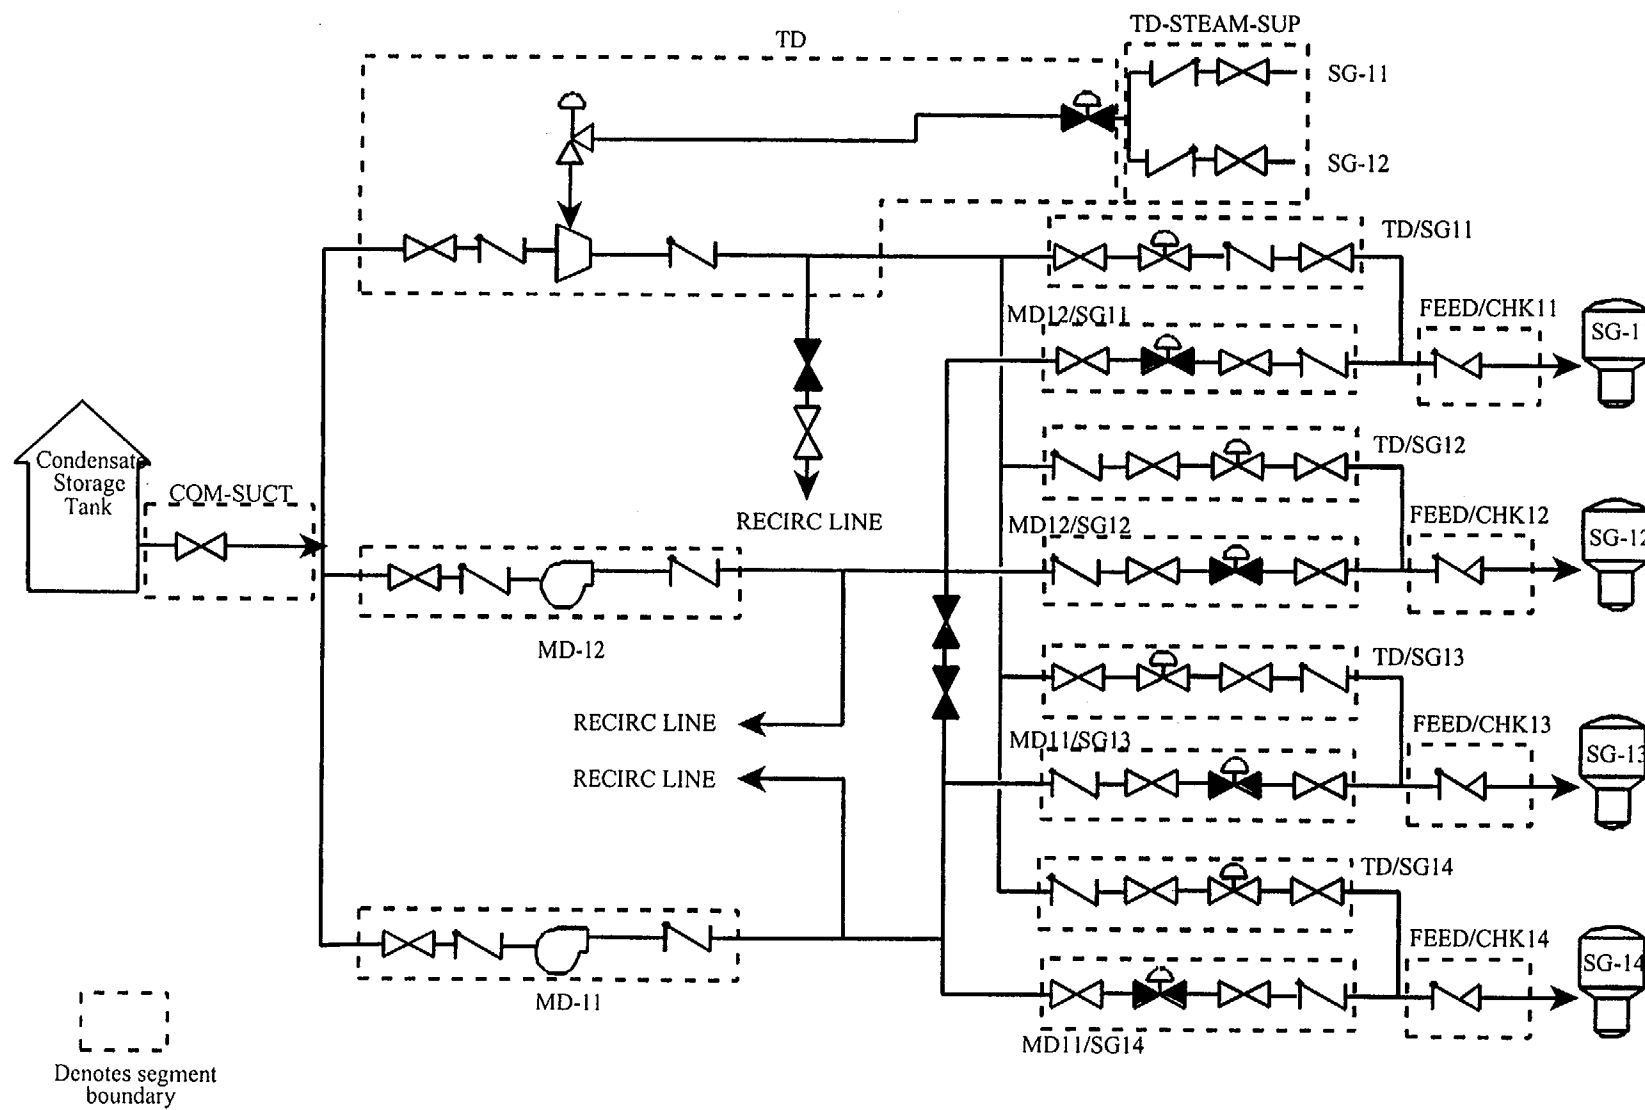 TD-STEAM-SUP
TD
SG-11
SG-12
TD/SG11
MD12/SG11
FEED/CHK11
SG-1
TD/SG12
Condensate
Storage
Tank
COM-SUCT
RECIRC LINE
MD12/SG12
FEED/CHK12
SG-12
MD-12
TD/SG13
RECIRC LINE
RECIRC LINE
MD11/SG13
FEED/CHK13
SG-13
TD/SG14
FEED/CHK14
SG-14
MD-11
MD11/SG14
Denotes segment
boundary